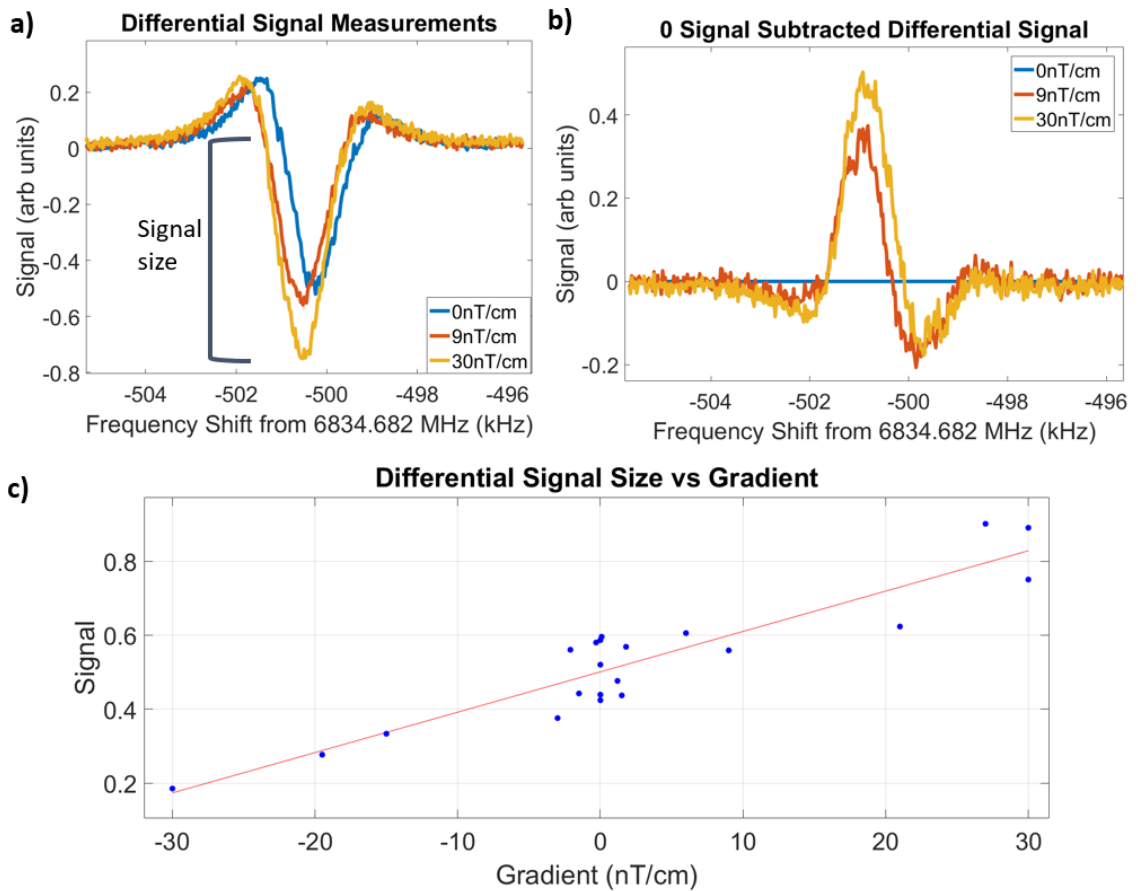 a)
Differential Signal Measurements
Signal (arb units)
0.2
0
-0.2
-0.4
-0.6
-0.8
Signal
size
0nT/cm
9nT/cm
30nT/cm
-504
-502
-500
-498
-496
Frequency Shift from 6834.682 MHz (kHz)
b)
0 Signal Subtracted Differential Signal
Signal (arb units)
0.4
0.2
0
-0.2
0nT/cm
9nT/cm
30nT/cm
-504
-502
-500
-498
-496
Frequency Shift from 6834.682 MHz (kHz)
c)
Differential Signal Size vs Gradient
Signal
0.8
0.6
0.4
0.2
-30
-20
-10
0
10
20
30
Gradient (nT/cm)